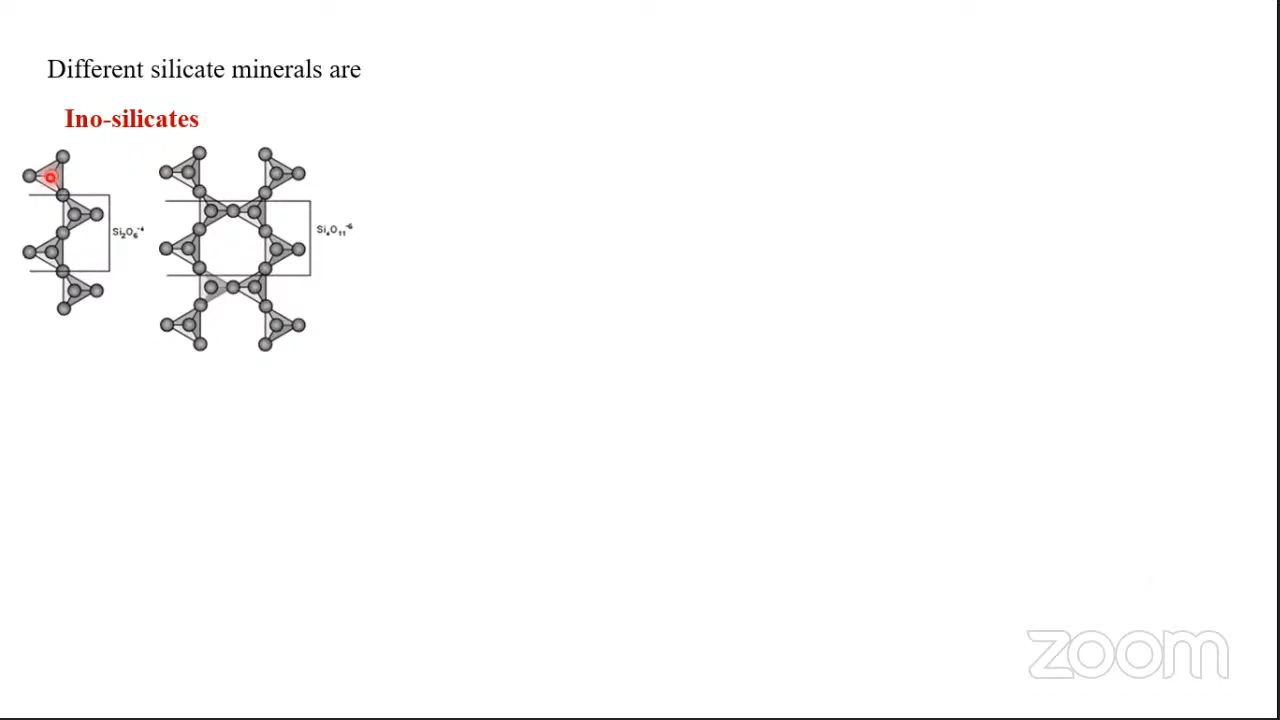 Different silicate minerals are
Ino-silicates
Si₂O₆⁻⁴
Si₄O₁₁⁻⁶
zoom